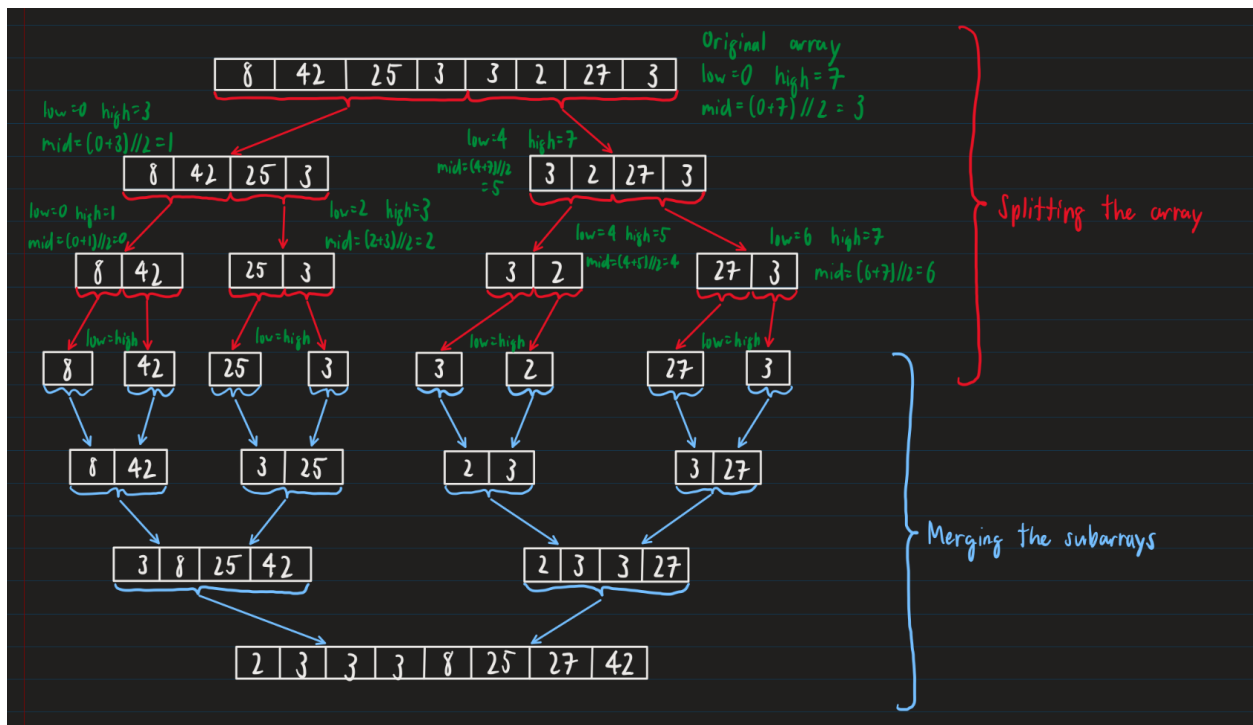 Original array
8 42 25 3 3 2 27 3
low=0 high=7
mid=(0+7)//2=3
low=0 high=3
mid=(0+3)//2=1
low=4 high=7
mid=(4+7)//2
=5
8 42 25 3
3 2 27 3
Splitting the array
low=0 high=1
mid=(0+1)//2=0
low=2 high=3
mid=(2+3)//2=2
low=4 high=5
mid=(4+5)//2=4
low=6 high=7
mid=(6+7)//2=6
8 42
25 3
3 2
27 3
low=high
low=high
low=high
low=high
8
42
25
3
3
2
27
3
8 42
3 25
2 3
3 27
Merging the subarrays
3 8 25 42
2 3 3 27
2 3 3 3 8 25 27 42